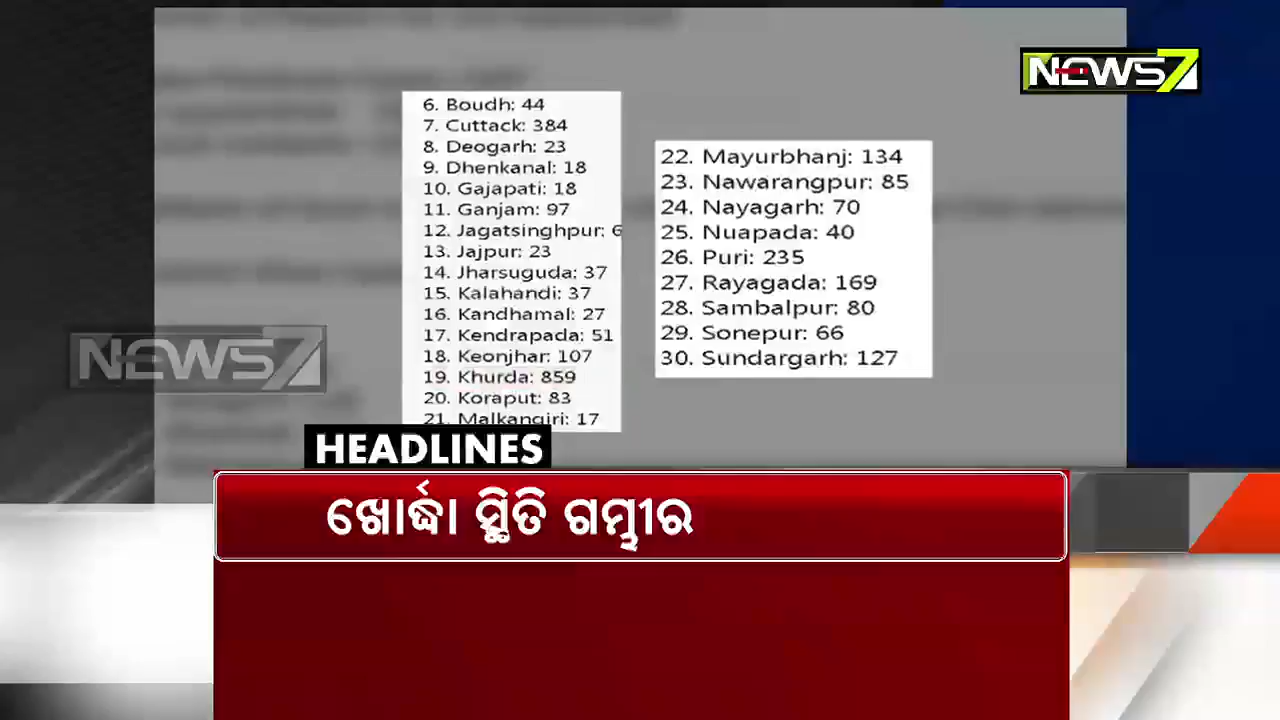 NEWS7
6. Boudh: 44
7. Cuttack: 384
8. Deogarh: 23
9. Dhenkanal: 18
10. Gajapati: 18
11. Ganjam: 97
12. Jagatsinghpur: 6
13. Jajpur: 23
14. Jharsuguda: 37
15. Kalahandi: 37
16. Kandhamal: 27
17. Kendrapada: 51
18. Keonjhar: 107
19. Khurda: 859
20. Koraput: 83
21. Malkangiri: 17
22. Mayurbhanj: 134
23. Nawarangpur: 85
24. Nayagarh: 70
25. Nuapada: 40
26. Puri: 235
27. Rayagada: 169
28. Sambalpur: 80
29. Sonepur: 66
30. Sundargarh: 127
NEWS7
HEADLINES
ଖୋର୍ଦ୍ଧା ସ୍ଥିତି ଗମ୍ଭୀର